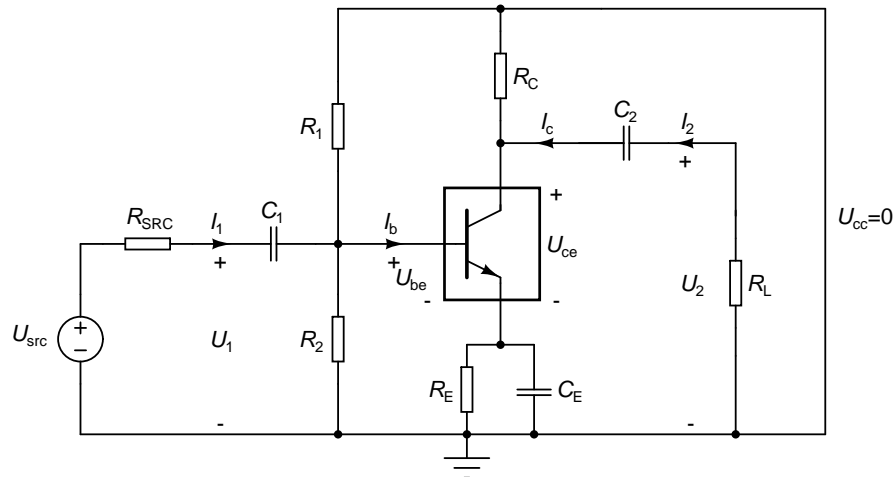 R_C
C_2
R_1
I_c
I_2
+
+
R_SRC
I_1
C_1
I_b
U_cc=0
+
+
U_be
U_ce
U_2
R_L
-
-
U_src
+
−
U_1
R_2
R_E
C_E
-
-